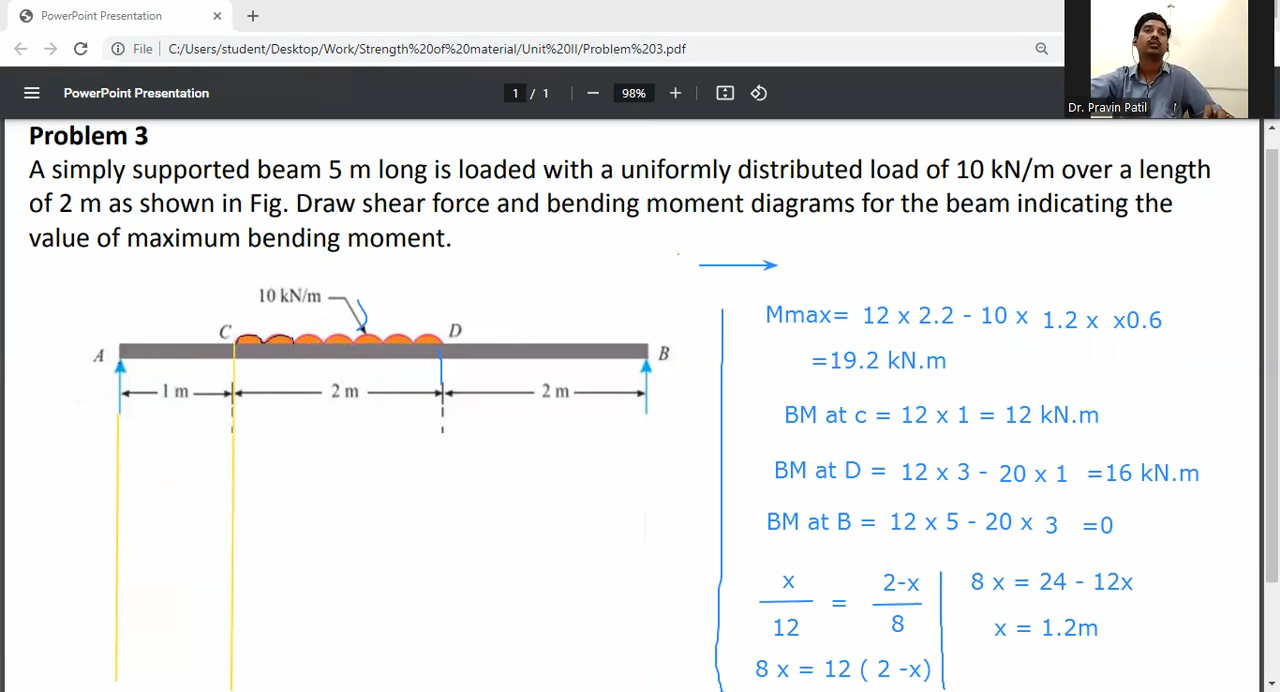 PowerPoint Presentation
File C:/Users/student/Desktop/Work/Strength%20of%20material/Unit%20II/Problem%203.pdf
PowerPoint Presentation 1 / 1 98%
Dr. Pravin Patil
Problem 3
A simply supported beam 5 m long is loaded with a uniformly distributed load of 10 kN/m over a length
of 2 m as shown in Fig. Draw shear force and bending moment diagrams for the beam indicating the
value of maximum bending moment.
10 kN/m
C D
A B
1 m 2 m 2 m
Mmax= 12 x 2.2 - 10 x 1.2 x x0.6
=19.2 kN.m
BM at c = 12 x 1 = 12 kN.m
BM at D = 12 x 3 - 20 x 1 =16 kN.m
BM at B = 12 x 5 - 20 x 3 =0
x 2-x
=
12 8
8 x = 12 ( 2 -x)
8 x = 24 - 12x
x = 1.2m